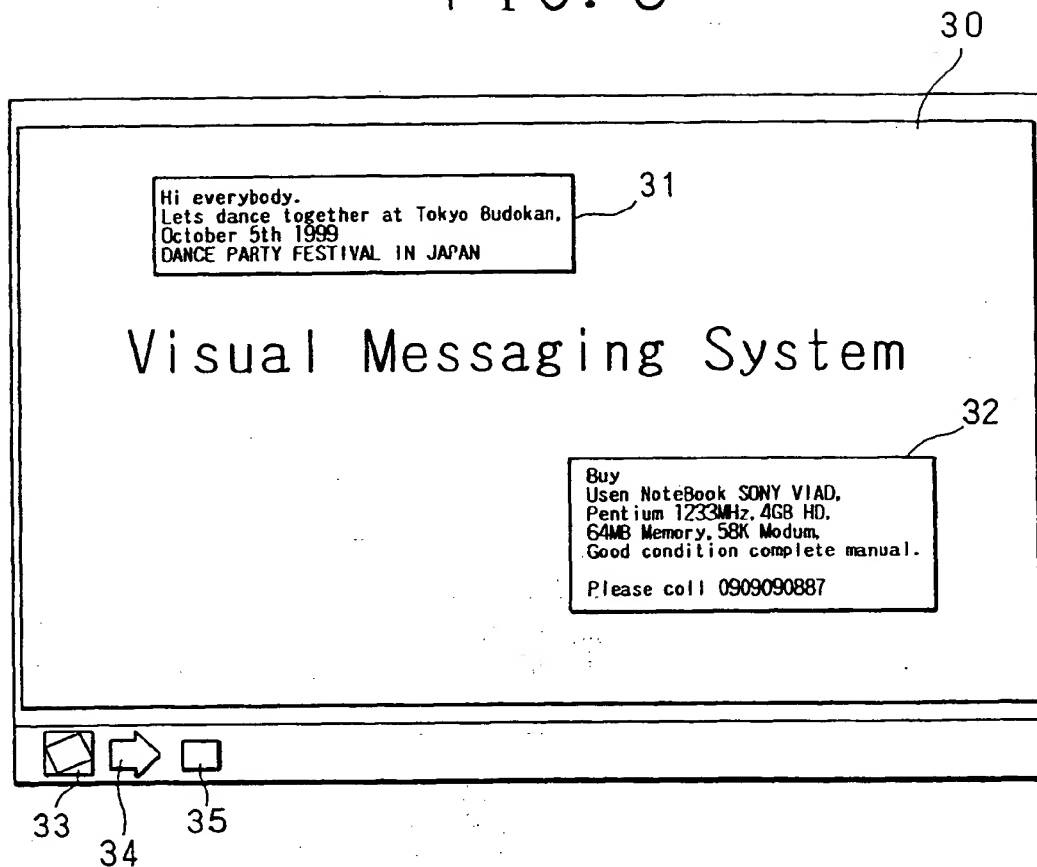 30
31
Hi everybody.
Lets dance together at Tokyo Budokan,
October 5th 1999
DANCE PARTY FESTIVAL IN JAPAN
Visual Messaging System
32
Buy
Usen NoteBook SONY VIAD,
Pentium 1233MHz, 4GB HD,
64MB Memory, 58K Modum,
Good condition complete manual.
Please coll 0909090887
33
34
35